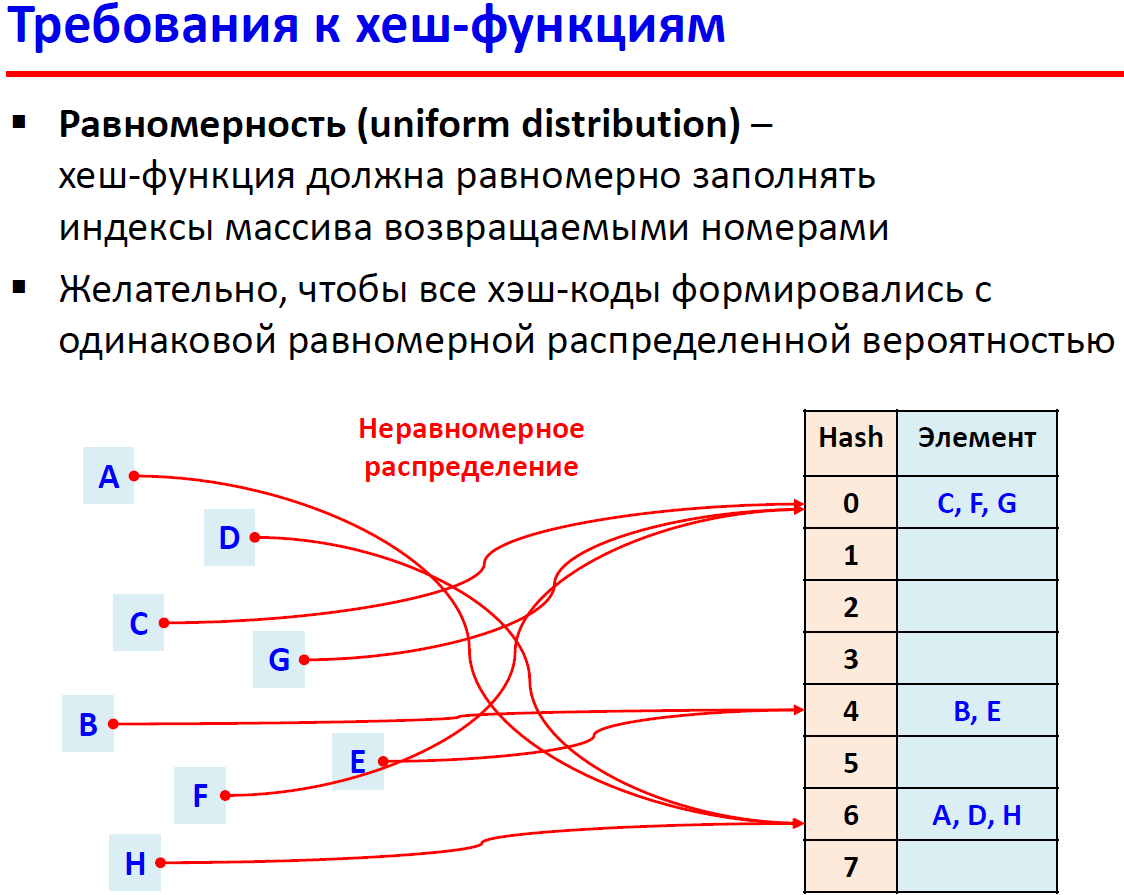 Требования к хеш-функциям
▪ Равномерность (uniform distribution) –
хеш-функция должна равномерно заполнять
индексы массива возвращаемыми номерами
▪ Желательно, чтобы все хэш-коды формировались с
одинаковой равномерной распределенной вероятностью
Неравномерное
распределение
A
D
C
G
B
E
F
H
Hash Элемент
0 C, F, G
1
2
3
4 B, E
5
6 A, D, H
7